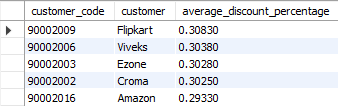 customer_code customer average_discount_percentage
90002009 Flipkart 0.30830
90002006 Viveks 0.30380
90002003 Ezone 0.30280
90002002 Croma 0.30250
90002016 Amazon 0.29330